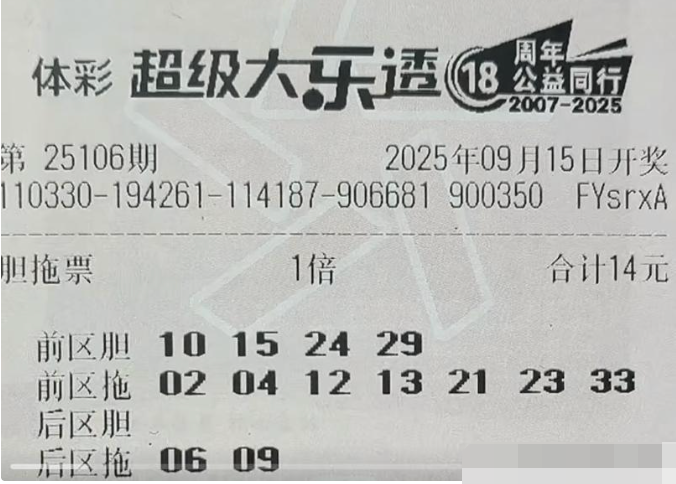 体彩 超级大乐透 18 周年 公益同行 2007-2025
第 25106期 2025年09月15日开奖
110330-194261-114187-906681 900350 FYsrxA
胆拖票 1倍 合计14元
前区胆 10 15 24 29
前区拖 02 04 12 13 21 23 33
后区胆
后区拖 06 09